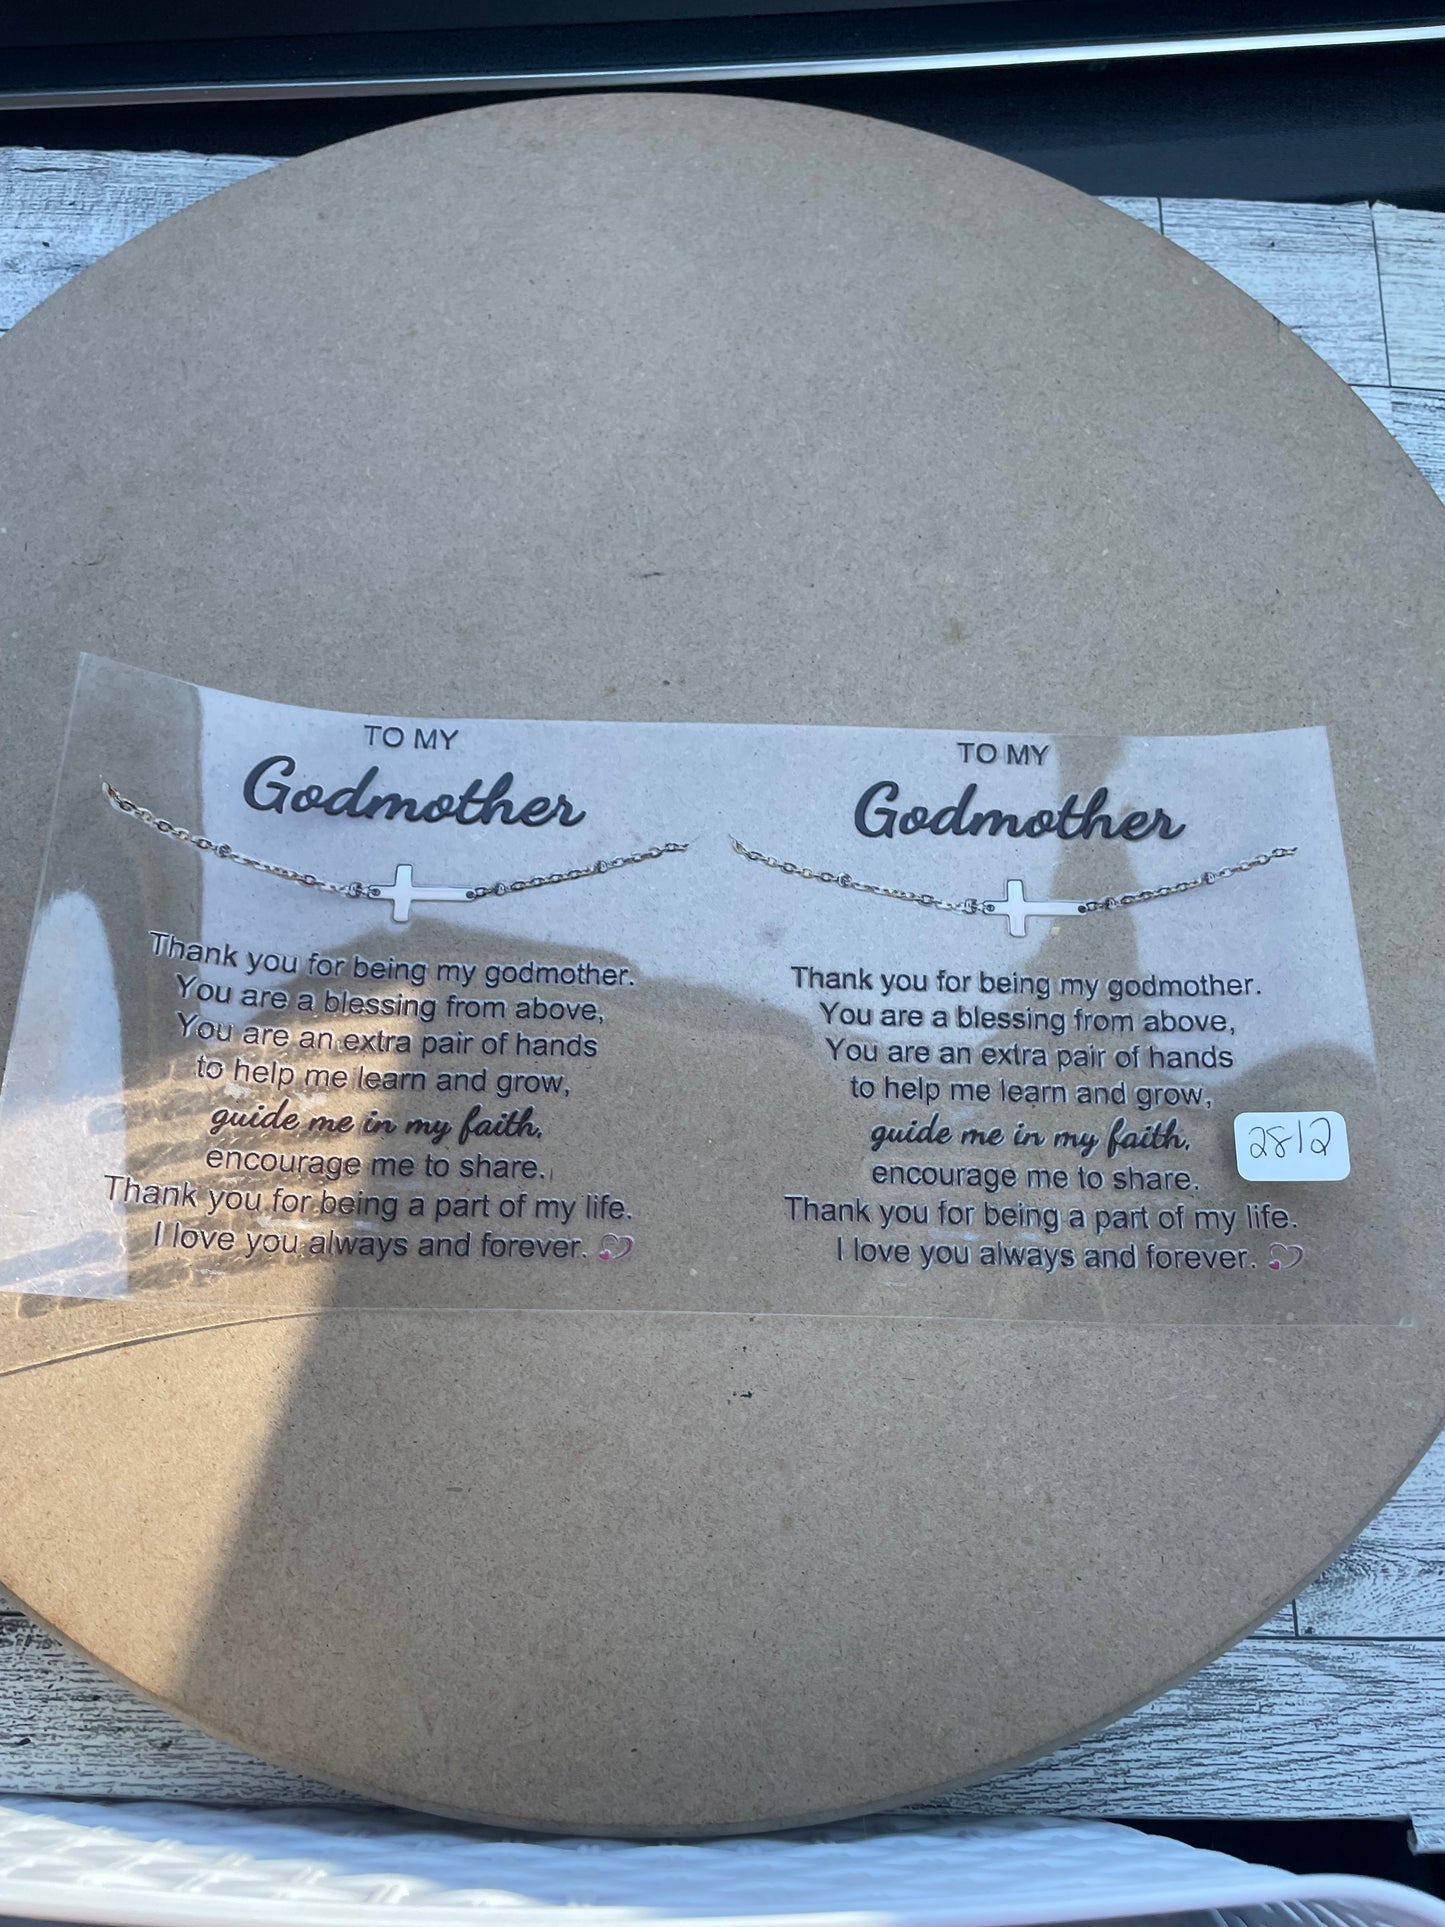 TO MY
Godmother
Thank you for being my godmother.
You are a blessing from above,
You are an extra pair of hands
to help me learn and grow,
guide me in my faith,
encourage me to share.
Thank you for being a part of my life.
I love you always and forever.
TO MY
Godmother
Thank you for being my godmother.
You are a blessing from above,
You are an extra pair of hands
to help me learn and grow,
guide me in my faith,
encourage me to share.
Thank you for being a part of my life.
I love you always and forever.
2812